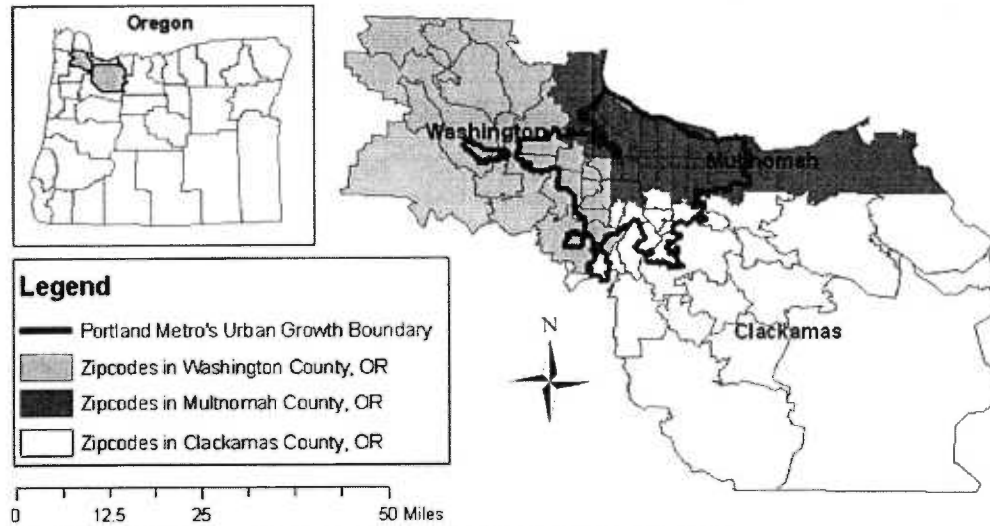 Oregon
Washington
Multnomah
Clackamas
N
Legend
Portland Metro's Urban Growth Boundary
Zipcodes in Washington County, OR
Zipcodes in Multnomah County, OR
Zipcodes in Clackamas County, OR
0 12.5 25 50 Miles